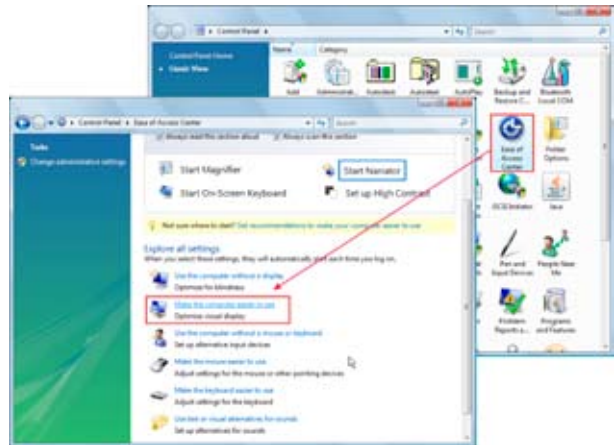 Control Panel
Search
Control Panel Home
Classic View
Name
Category
Add
Autodesk
Autodesk
AutoPlay
Backup and
Restore C...
Bluetooth
Local COM
Ease of
Access
Center
Folder
Options
iSCSI Initiator
Java
Pen and
Input Devices
People Near
Me
Problem
Reports a...
Programs
and Features
Control Panel
Ease of Access Center
Search
Tasks
Change administrative settings
Always read this section aloud
Always scan this section
Start Magnifier
Start Narrator
Start On-Screen Keyboard
Set up High Contrast
Not sure where to start? Get recommendations to make your computer easier to use
Explore all settings
When you select these settings, they will automatically start each time you log on.
Use the computer without a display
Optimize for blindness
Make the computer easier to see
Optimize visual display
Use the computer without a mouse or keyboard
Set up alternative input devices
Make the mouse easier to use
Adjust settings for the mouse or other pointing devices
Make the keyboard easier to use
Adjust settings for the keyboard
Use text or visual alternatives for sounds
Set up alternatives for sounds